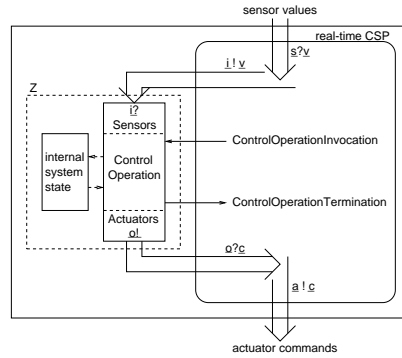 sensor values
real-time CSP
s?v
i!v
Z
i?
Sensors
ControlOperationInvocation
internal
system
state
Control
Operation
ControlOperationTermination
Actuators
o!
o?c
a!c
actuator commands